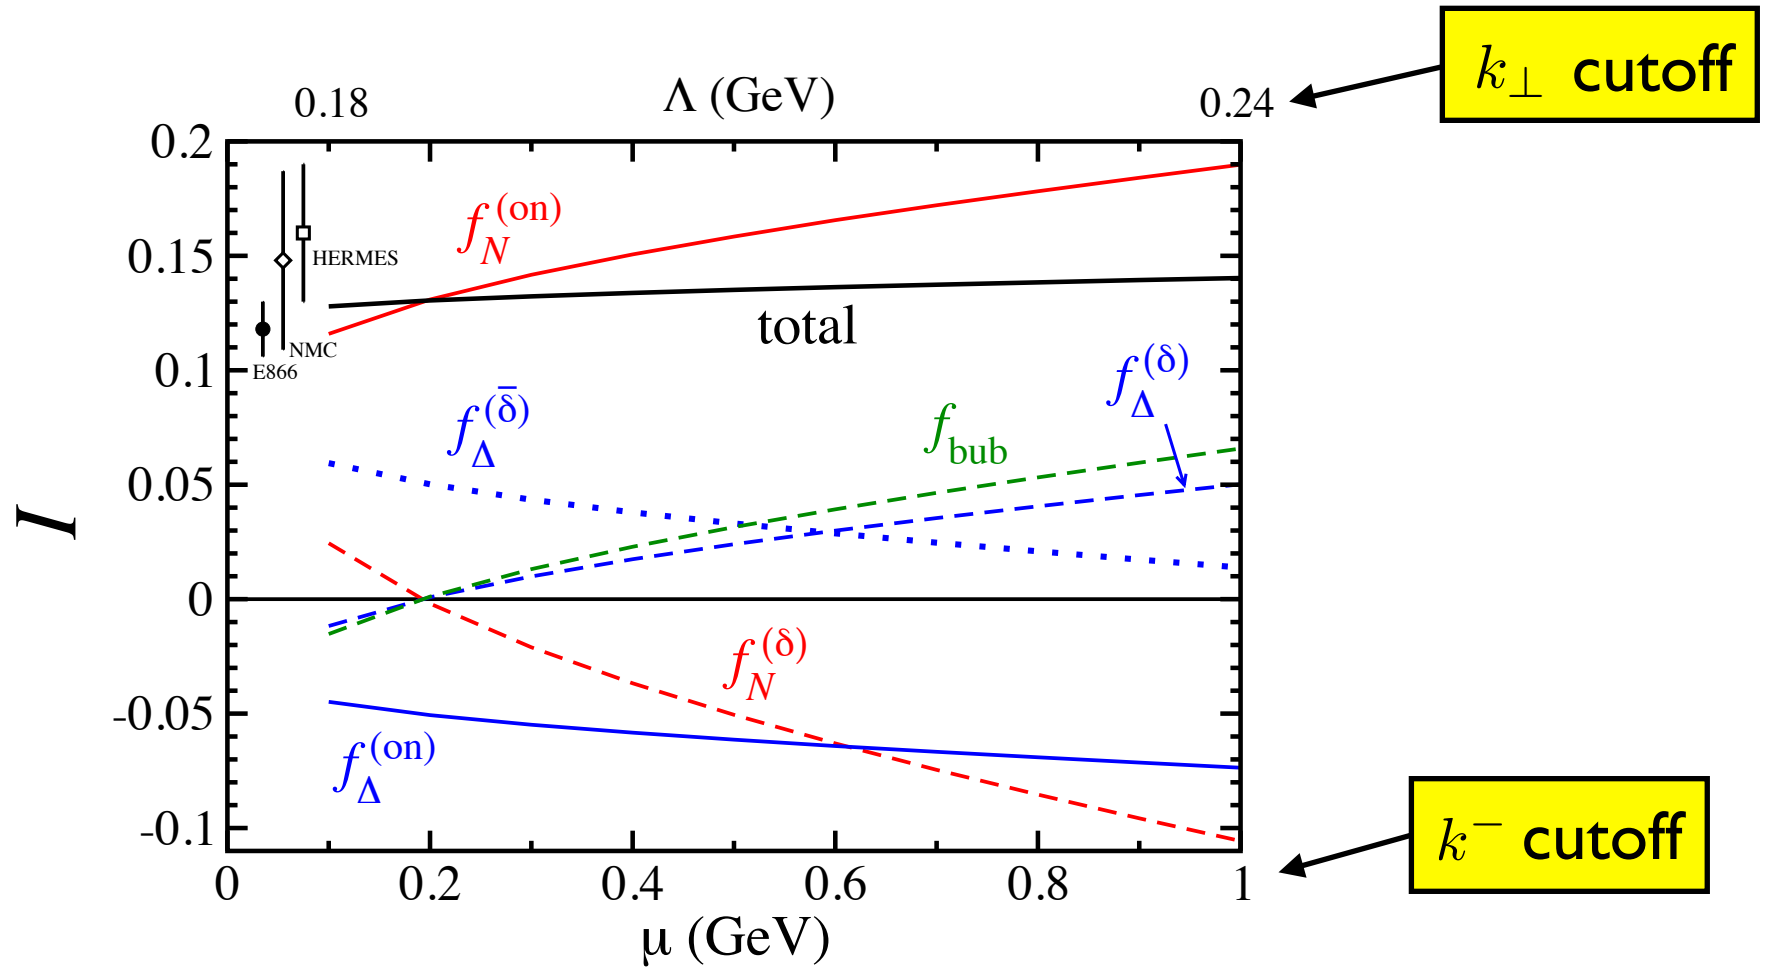 k⊥ cutoff
0.18 Λ (GeV) 0.24
0.2
f_N^(on)
0.15
HERMES
total
NMC
0.1
E866
f_Δ^(δ)
f_Δ^(δ̄)
f_bub
0.05
I
0
f_N^(δ)
-0.05
f_Δ^(on)
-0.1
k⁻ cutoff
0 0.2 0.4 0.6 0.8 1
μ (GeV)